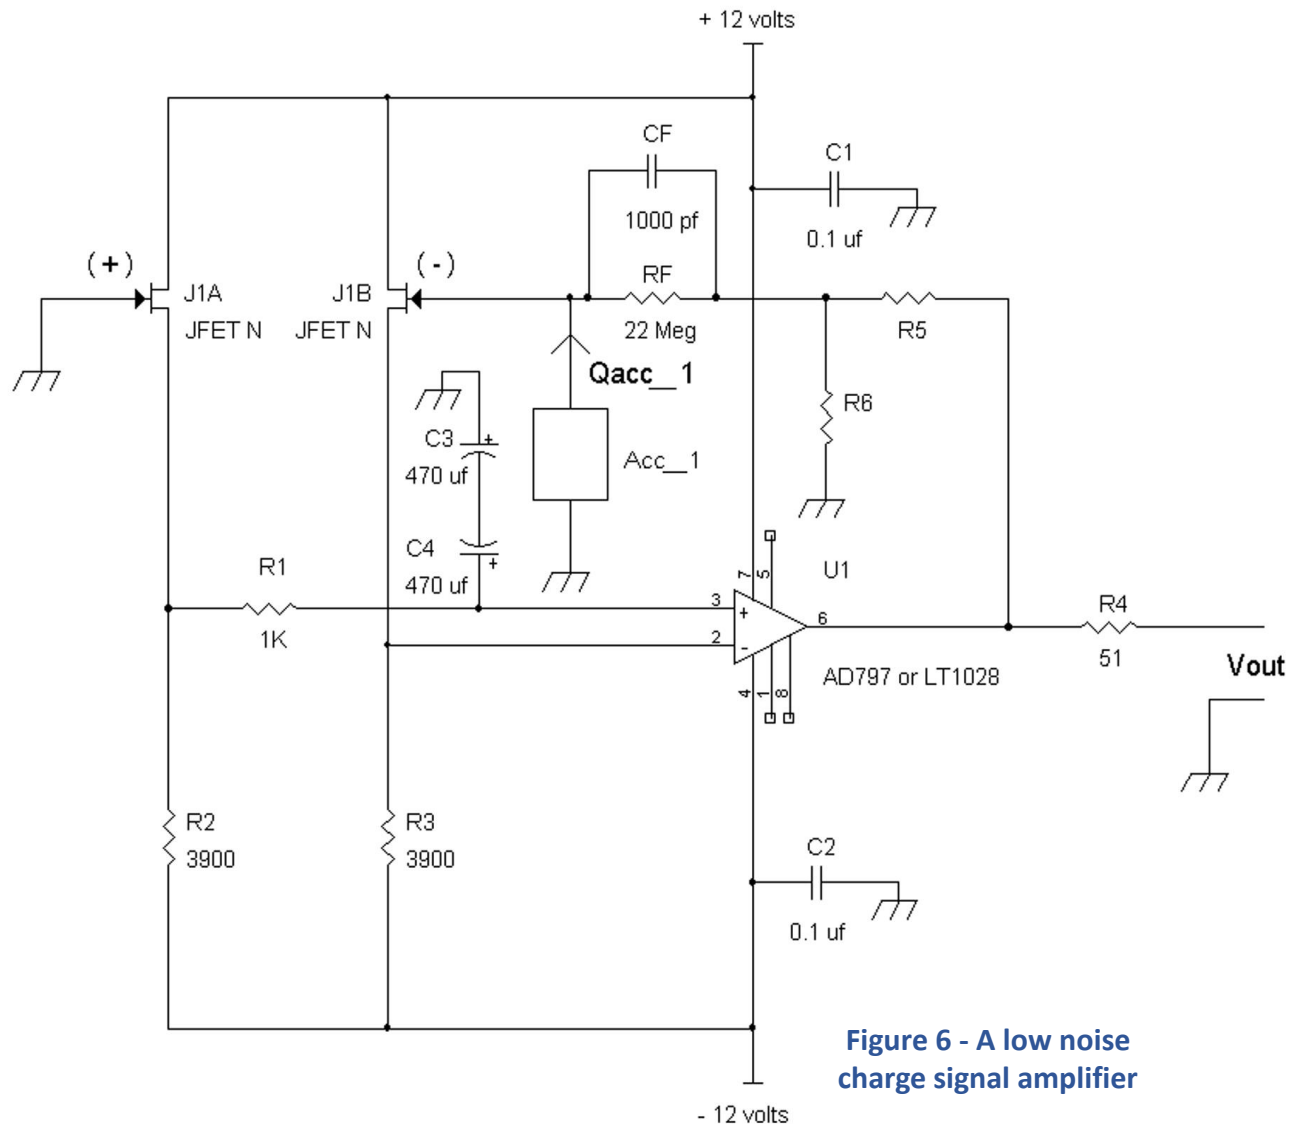 + 12 volts
CF
1000 pf
C1
0.1 uf
(+)
J1A
JFET N
J1B
JFET N
(-)
RF
22 Meg
R5
Qacc__1
R6
C3
470 uf
+
Acc__1
C4
470 uf
+
R1
1K
7
5
U1
3
+
2
-
6
4
1
8
AD797 or LT1028
R4
51
Vout
R2
3900
R3
3900
C2
0.1 uf
Figure 6 - A low noise
charge signal amplifier
- 12 volts